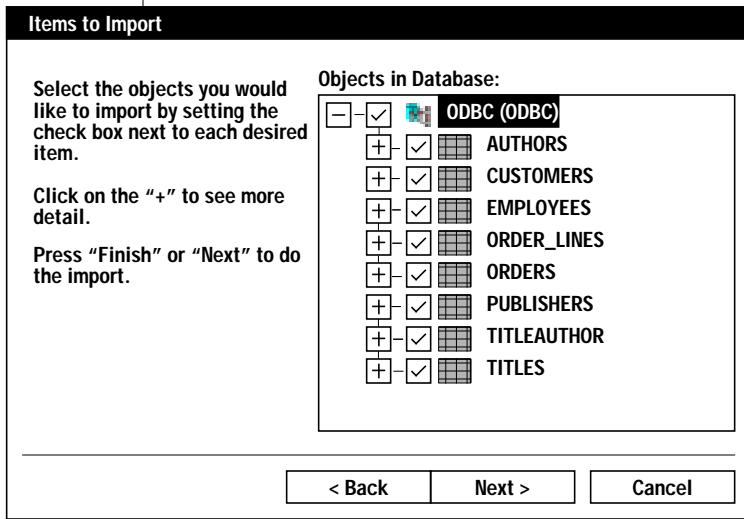 Items to Import
Select the objects you would
like to import by setting the
check box next to each desired
item.
Click on the “+” to see more
detail.
Press “Finish” or “Next” to do
the import.
Objects in Database:
ODBC (ODBC)
AUTHORS
CUSTOMERS
EMPLOYEES
ORDER_LINES
ORDERS
PUBLISHERS
TITLEAUTHOR
TITLES
< Back
Next >
Cancel